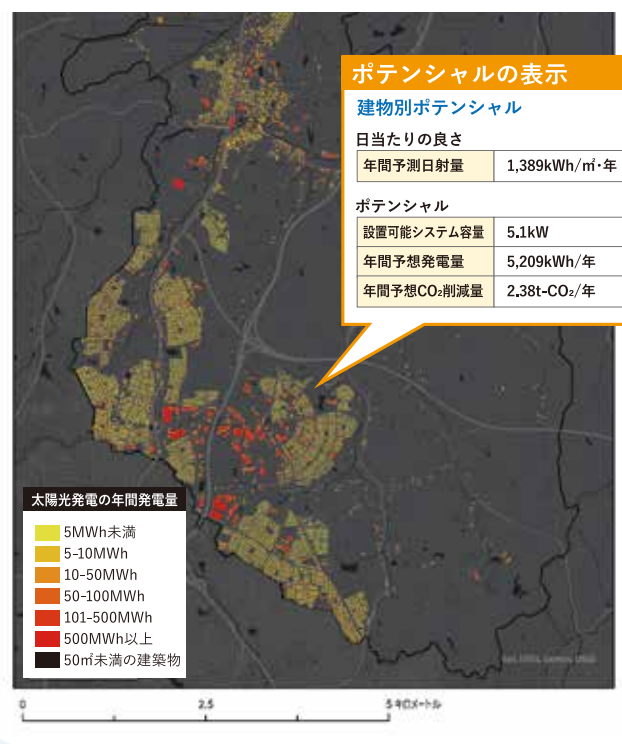 ポテンシャルの表示
建物別ポテンシャル
日当たりの良さ
年間予測日射量 1,389kWh/㎡・年
ポテンシャル
設置可能システム容量 5.1kW
年間予想発電量 5,209kWh/年
年間予想CO₂削減量 2.38t-CO₂/年
太陽光発電の年間発電量
5MWh未満
5-10MWh
10-50MWh
50-100MWh
101-500MWh
500MWh以上
50㎡未満の建築物
0 2.5 5 キロメートル